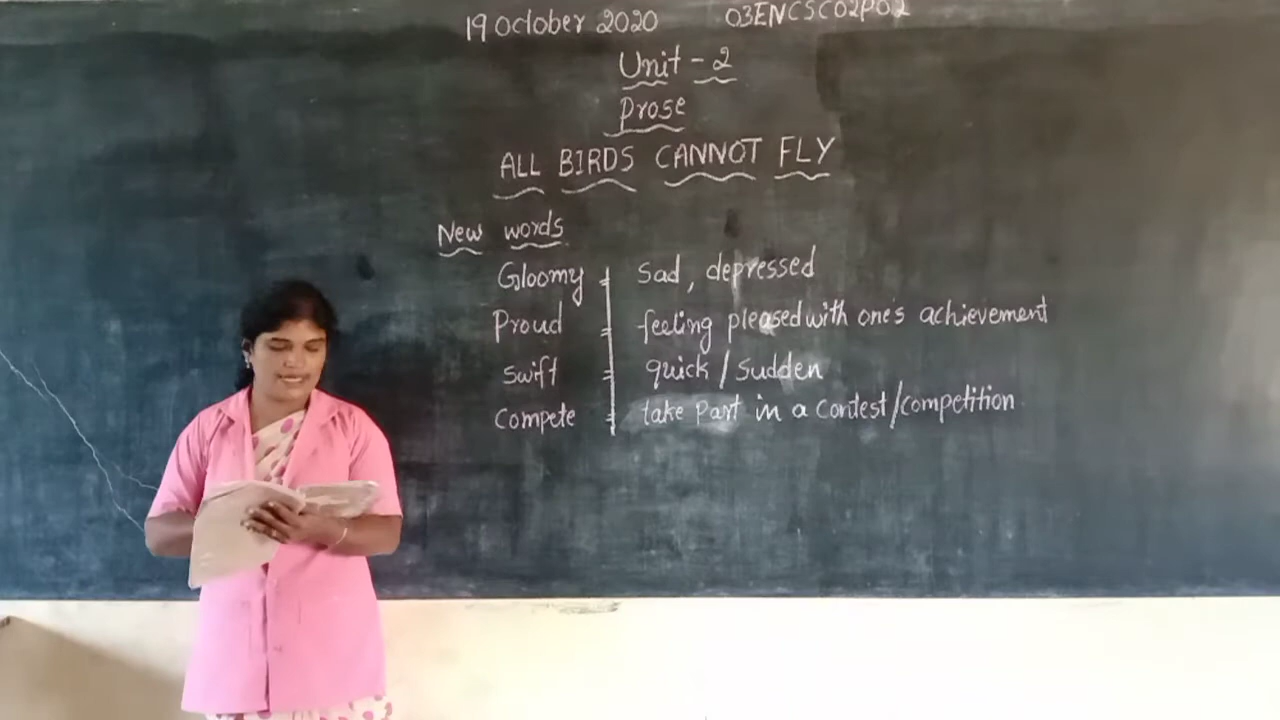 19 October 2020 03ENCSC02P02
Unit - 2
Prose
ALL BIRDS CANNOT FLY
New words
Gloomy = Sad, depressed
Proud = feeling pleased with one's achievement
Swift = quick / Sudden
Compete = take part in a contest/competition